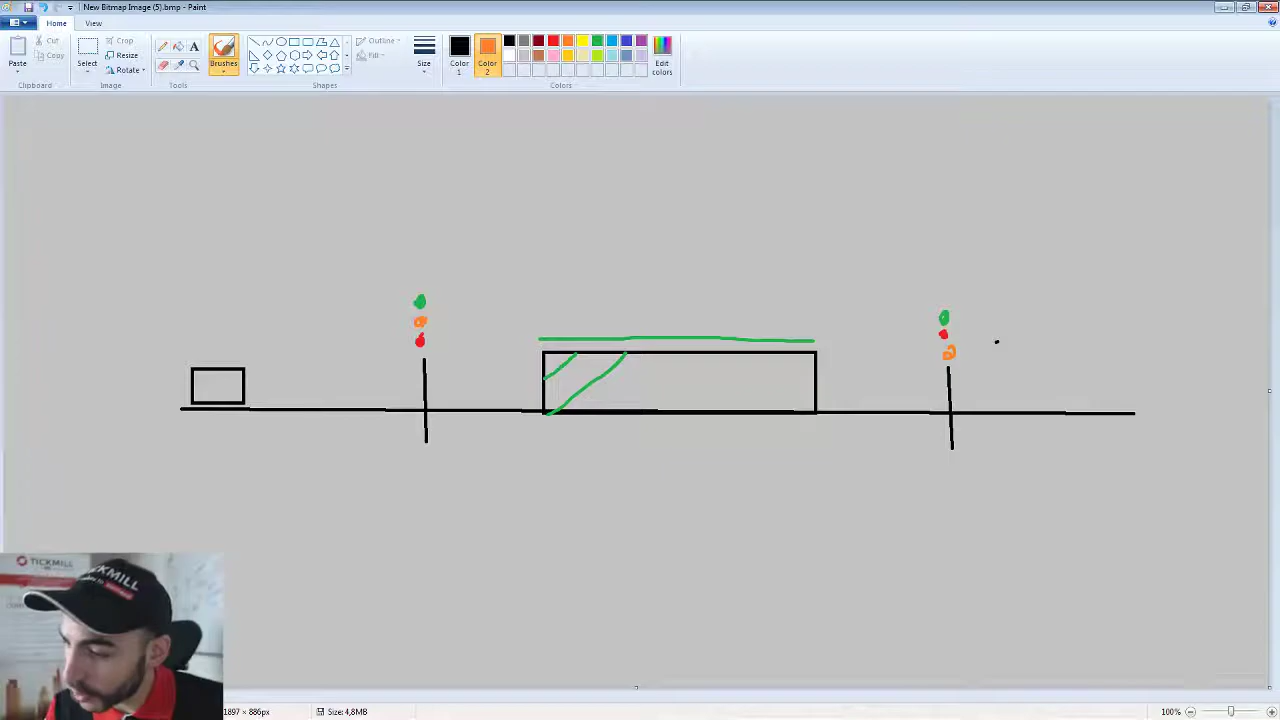 New Bitmap Image (5).bmp - Paint
Home
View
Paste
Cut
Copy
Clipboard
Select
Crop
Resize
Rotate
Image
A
Tools
Brushes
Shapes
Outline
Fill
Size
Color
1
Color
2
Edit
colors
Colors
TICKMILL
TICKMILL
1897 × 886px
Size: 4,8MB
100%